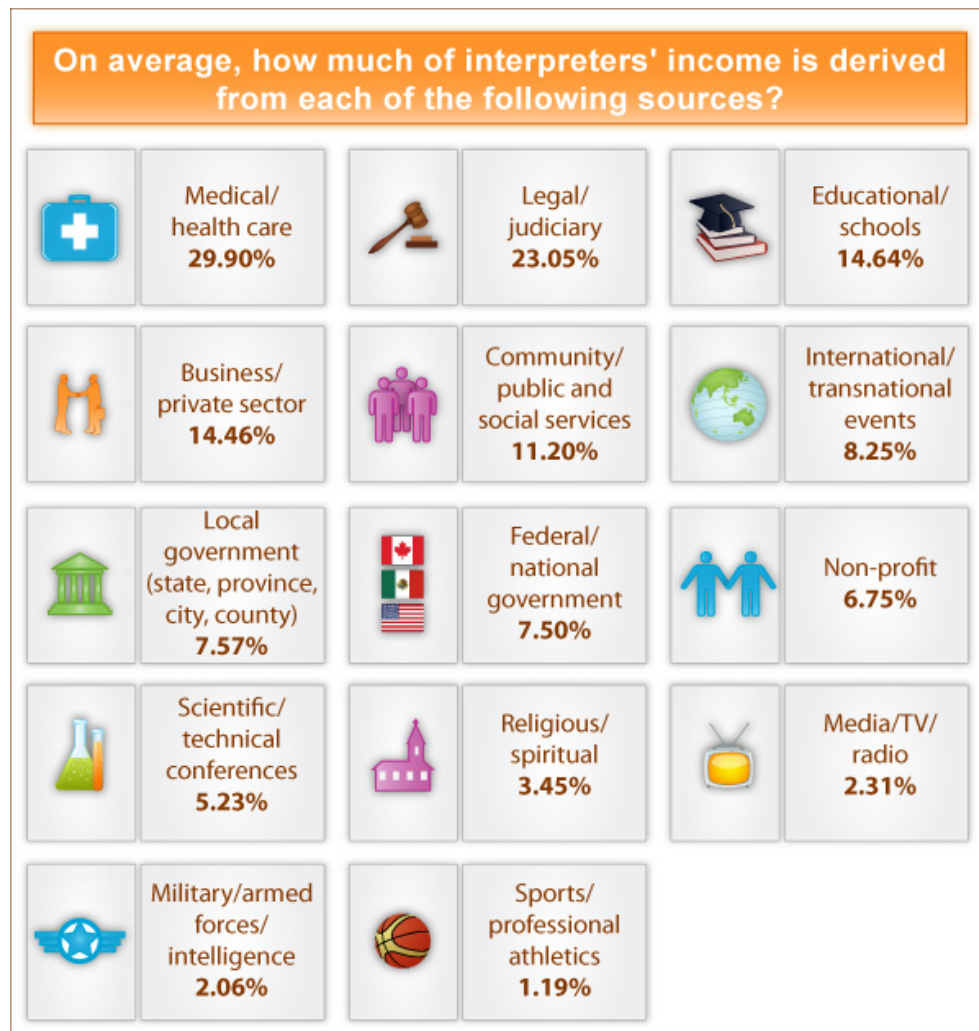 On average, how much of interpreters' income is derived
from each of the following sources?
Medical/
health care
29.90%
Legal/
judiciary
23.05%
Educational/
schools
14.64%
Business/
private sector
14.46%
Community/
public and
social services
11.20%
International/
transnational
events
8.25%
Local
government
(state, province,
city, county)
7.57%
Federal/
national
government
7.50%
Non-profit
6.75%
Scientific/
technical
conferences
5.23%
Religious/
spiritual
3.45%
Media/TV/
radio
2.31%
Military/armed
forces/
intelligence
2.06%
Sports/
professional
athletics
1.19%